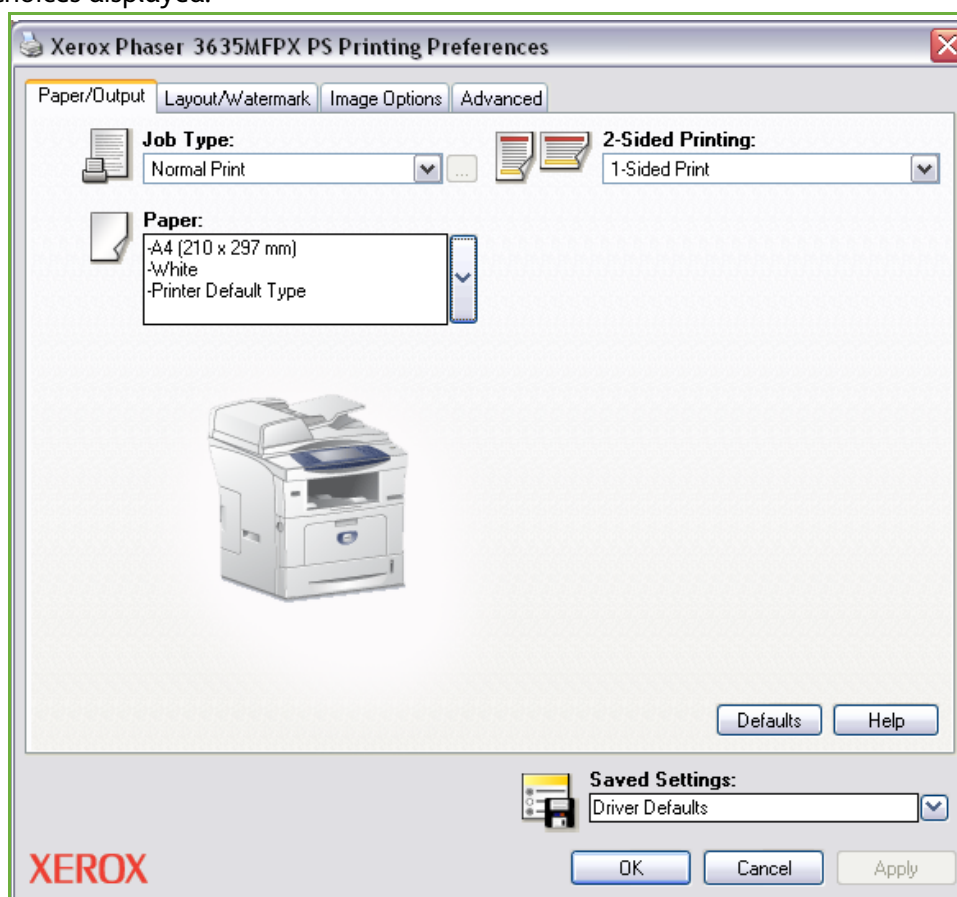 choices displayed.
Xerox Phaser 3635MFPX PS Printing Preferences
Paper/Output Layout/Watermark Image Options Advanced
Job Type:
Normal Print
...
2-Sided Printing:
1-Sided Print
Paper:
-A4 (210 x 297 mm)
-White
-Printer Default Type
Defaults Help
Saved Settings:
Driver Defaults
XEROX
OK Cancel Apply